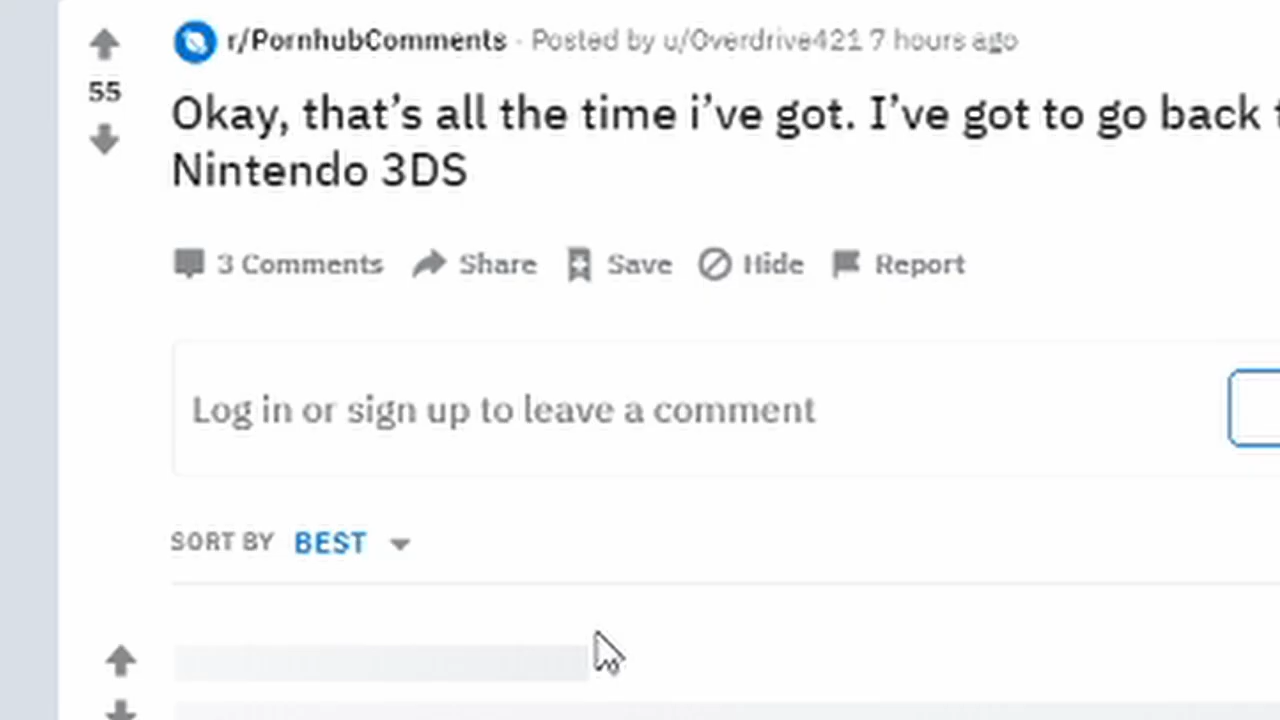 r/PornhubComments · Posted by u/Overdrive421 7 hours ago
55
Okay, that's all the time i've got. I've got to go back
Nintendo 3DS
3 Comments Share Save Hide Report
Log in or sign up to leave a comment
SORT BY BEST